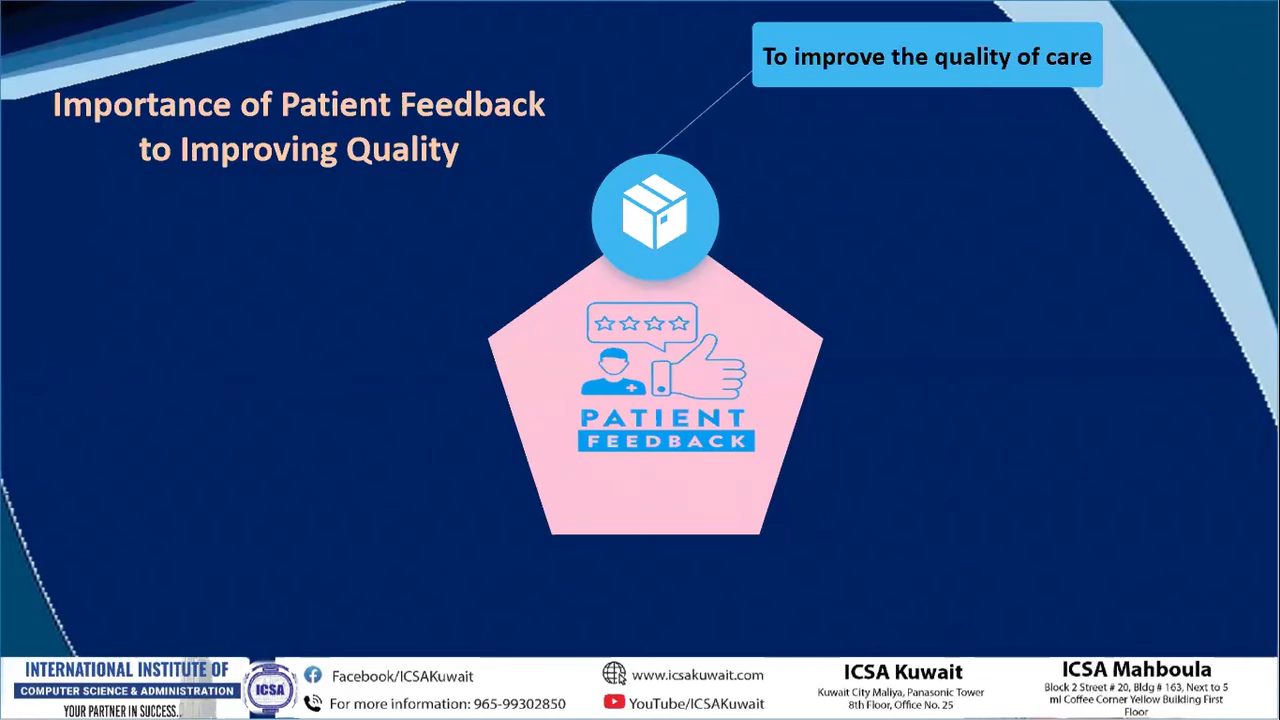 To improve the quality of care
Importance of Patient Feedback
to Improving Quality
PATIENT
FEEDBACK
INTERNATIONAL INSTITUTE OF
COMPUTER SCIENCE & ADMINISTRATION
YOUR PARTNER IN SUCCESS..
ICSA
Facebook/ICSAKuwait
For more information: 965-99302850
www.icsakuwait.com
YouTube/ICSAKuwait
ICSA Kuwait
Kuwait City Maliya, Panasonic Tower
8th Floor, Office No. 25
ICSA Mahboula
Block 2 Street # 20, Bldg # 163, Next to 5
ml Coffee Corner Yellow Building First
Floor